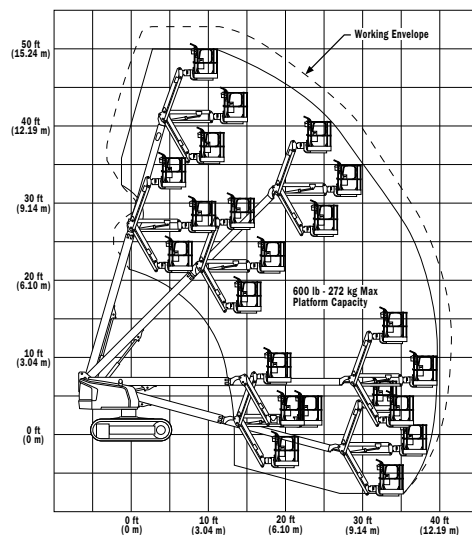 50 ft
(15.24 m)
Working Envelope
40 ft
(12.19 m)
30 ft
(9.14 m)
20 ft
(6.10 m)
600 lb - 272 kg Max
Platform Capacity
10 ft
(3.04 m)
0 ft
(0 m)
0 ft
(0 m)
10 ft
(3.04 m)
20 ft
(6.10 m)
30 ft
(9.14 m)
40 ft
(12.19 m)